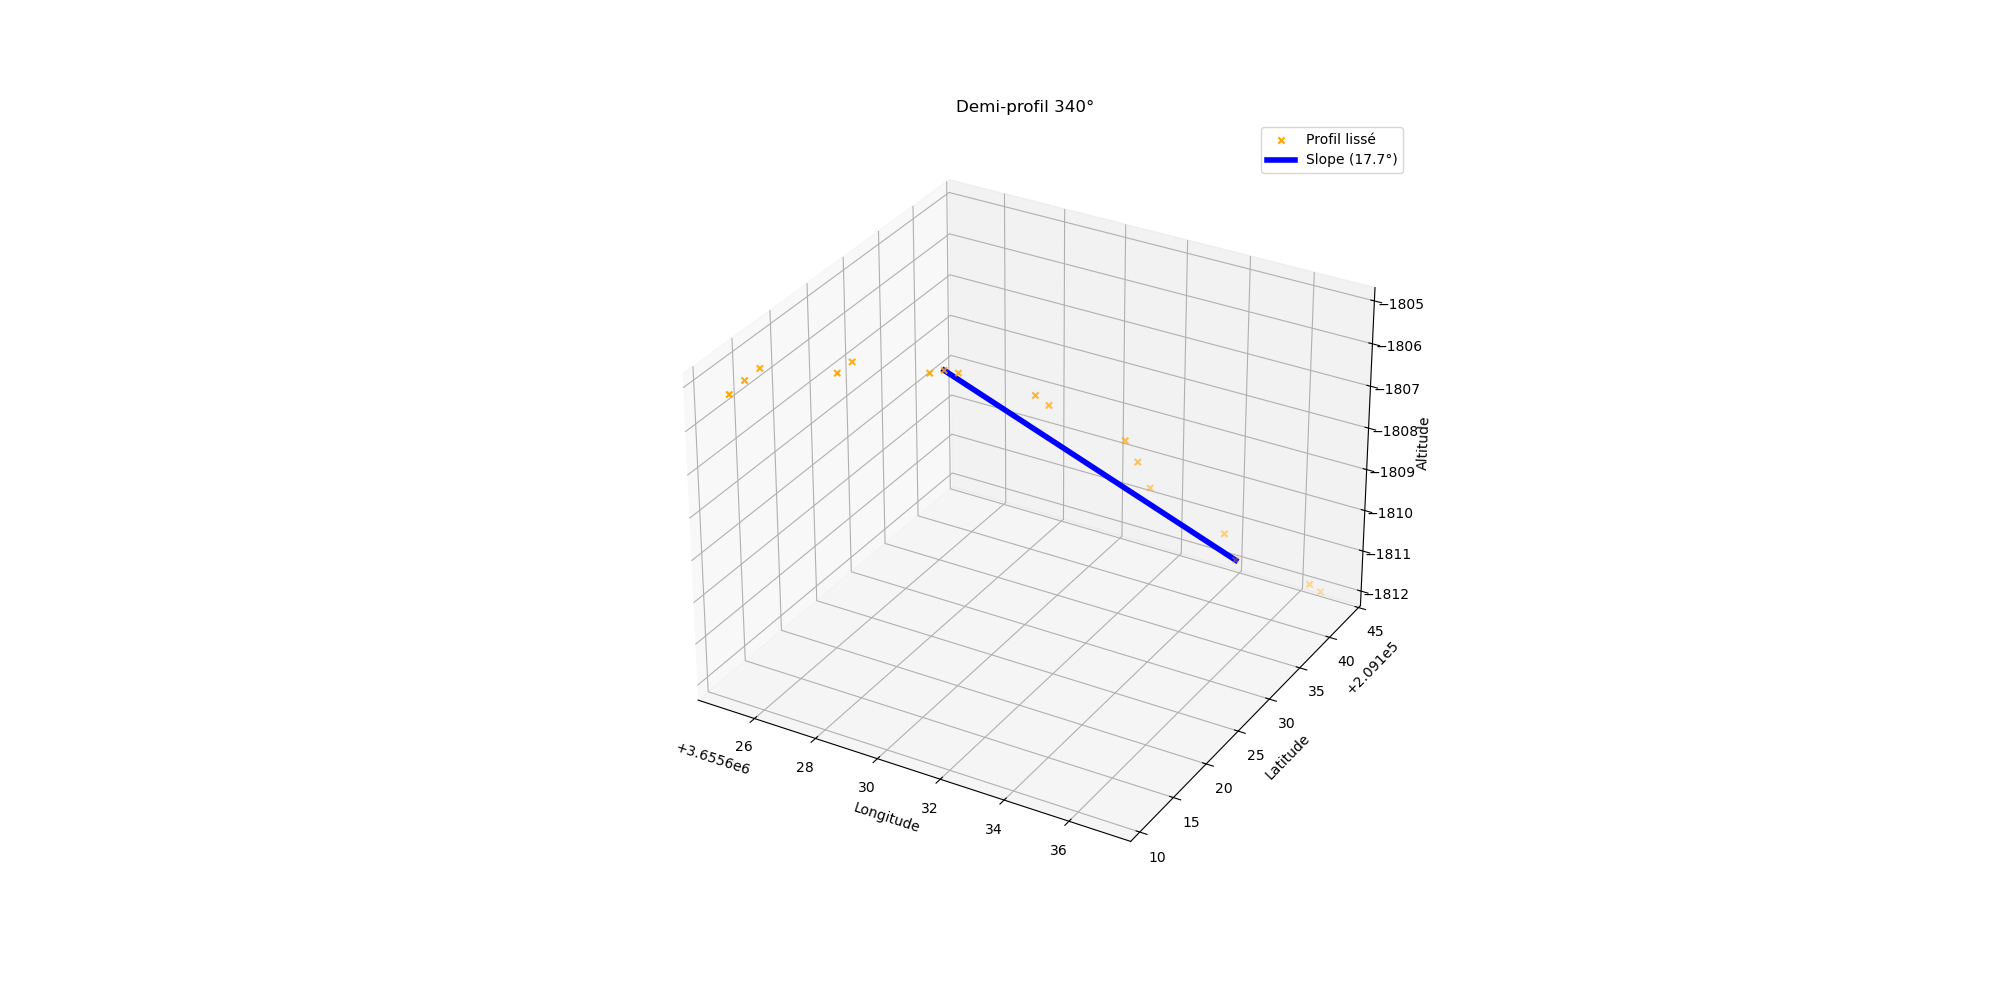 Demi-profil 340°
Profil lissé
Slope (17.7°)
−1805
−1806
−1807
−1808
−1809
−1810
−1811
−1812
Altitude
45
40
35
30
25
20
15
10
+2.091e5
Latitude
26
28
30
32
34
36
+3.6556e6
Longitude